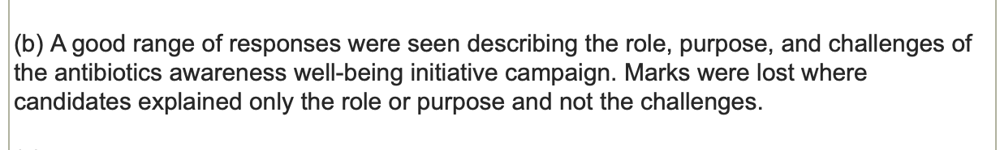 (b) A good range of responses were seen describing the role, purpose, and challenges of
the antibiotics awareness well-being initiative campaign. Marks were lost where
candidates explained only the role or purpose and not the challenges.